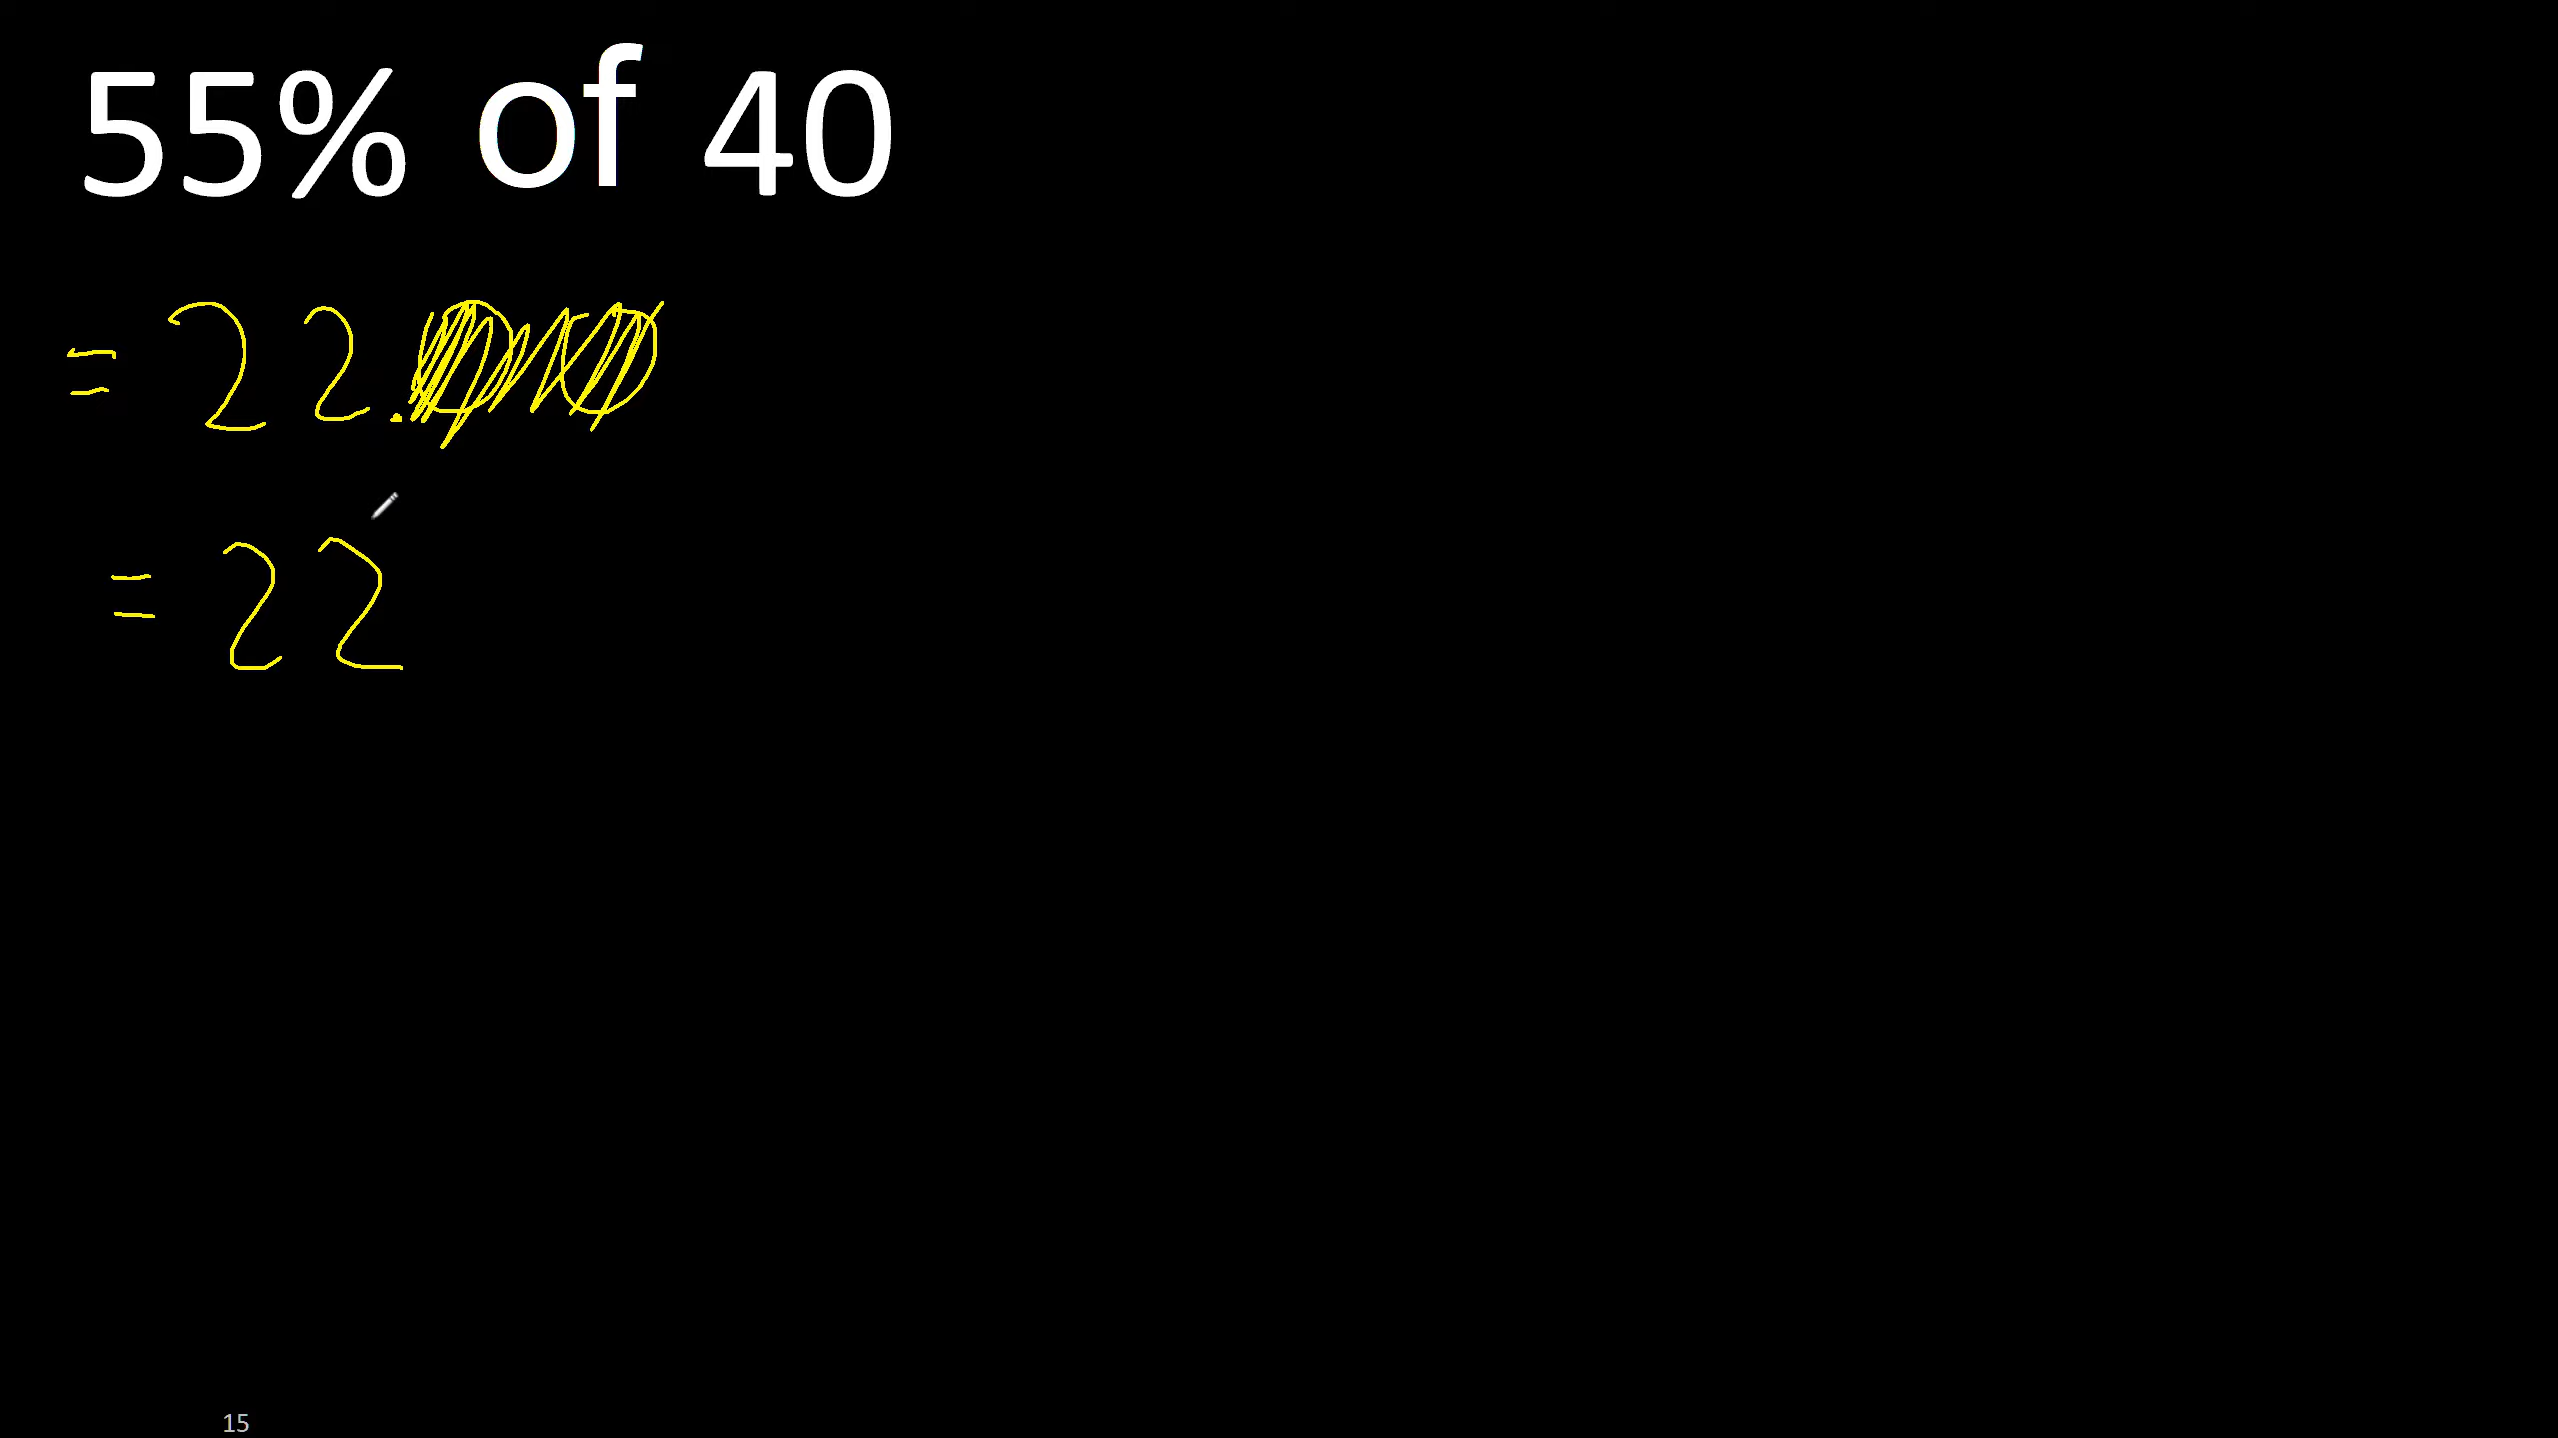 55% of 40
= 22.
= 22
15